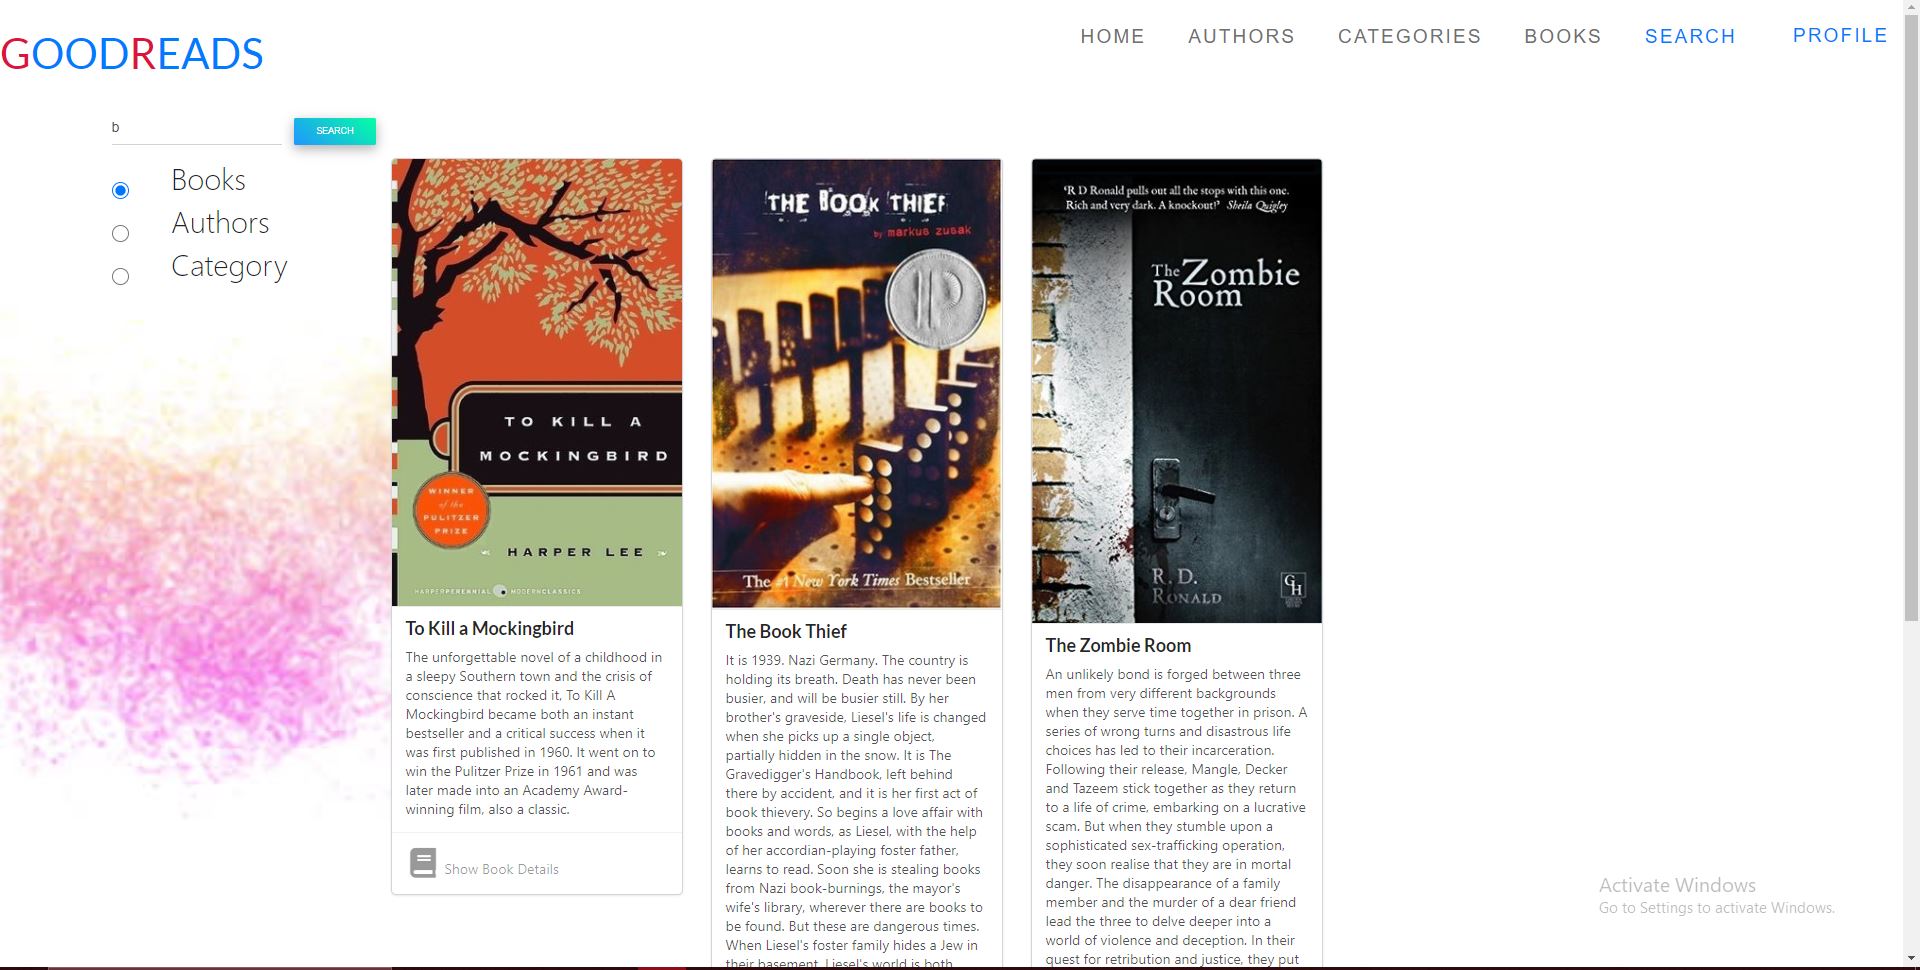 GOODREADS
HOME AUTHORS CATEGORIES BOOKS SEARCH PROFILE
b
SEARCH
Books
Authors
Category
TO KILL A
MOCKINGBIRD
WINNER
of the
PULITZER
PRIZE
HARPER LEE
HARPERPERENNIAL MODERNCLASSICS
To Kill a Mockingbird
The unforgettable novel of a childhood in
a sleepy Southern town and the crisis of
conscience that rocked it, To Kill A
Mockingbird became both an instant
bestseller and a critical success when it
was first published in 1960. It went on to
win the Pulitzer Prize in 1961 and was
later made into an Academy Award-
winning film, also a classic.
Show Book Details
THE BOOK THIEF
by markus zusak
The #1 New York Times Bestseller
The Book Thief
It is 1939. Nazi Germany. The country is
holding its breath. Death has never been
busier, and will be busier still. By her
brother's graveside, Liesel's life is changed
when she picks up a single object,
partially hidden in the snow. It is The
Gravedigger's Handbook, left behind
there by accident, and it is her first act of
book thievery. So begins a love affair with
books and words, as Liesel, with the help
of her accordian-playing foster father,
learns to read. Soon she is stealing books
from Nazi book-burnings, the mayor's
wife's library, wherever there are books to
be found. But these are dangerous times.
When Liesel's foster family hides a Jew in
their basement, Liesel's world is both
'R D Ronald pulls out all the stops with this one.
Rich and very dark. A knockout!' Sheila Quigley
The Zombie
Room
R. D.
RONALD
GH
The Zombie Room
An unlikely bond is forged between three
men from very different backgrounds
when they serve time together in prison. A
series of wrong turns and disastrous life
choices has led to their incarceration.
Following their release, Mangle, Decker
and Tazeem stick together as they return
to a life of crime, embarking on a lucrative
scam. But when they stumble upon a
sophisticated sex-trafficking operation,
they soon realise that they are in mortal
danger. The disappearance of a family
member and the murder of a dear friend
lead the three to delve deeper into a
world of violence and deception. In their
quest for retribution and justice, they put
Activate Windows
Go to Settings to activate Windows.